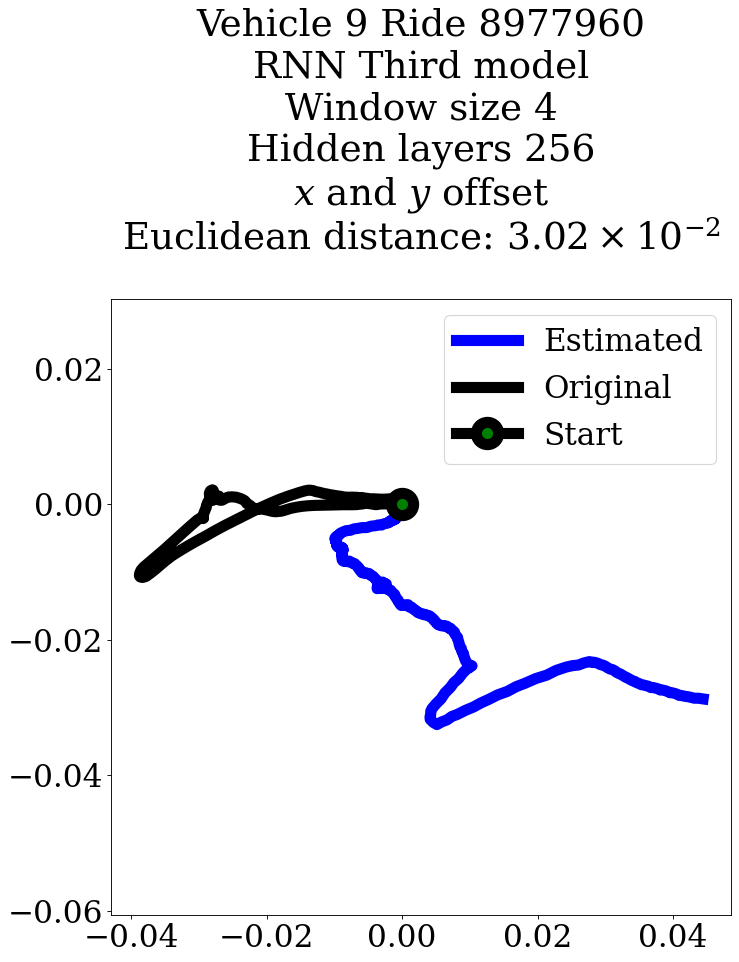 Vehicle 9 Ride 8977960
RNN Third model
Window size 4
Hidden layers 256
x and y offset
Euclidean distance: 3.02 × 10⁻²
Estimated
Original
Start
0.02
0.00
−0.02
−0.04
−0.06
−0.04 −0.02 0.00 0.02 0.04